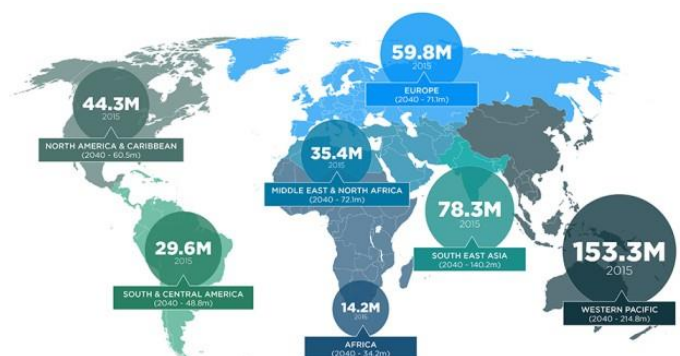 59.8M
2015
EUROPE
(2040 - 71.1m)
44.3M
2015
NORTH AMERICA & CARIBBEAN
(2040 - 60.5m)
35.4M
2015
MIDDLE EAST & NORTH AFRICA
(2040 - 72.1m)
78.3M
2015
SOUTH EAST ASIA
(2040 - 140.2m)
29.6M
2015
SOUTH & CENTRAL AMERICA
(2040 - 48.8m)
153.3M
2015
WESTERN PACIFIC
(2040 - 214.8m)
14.2M
2015
AFRICA
(2040 - 34.2m)